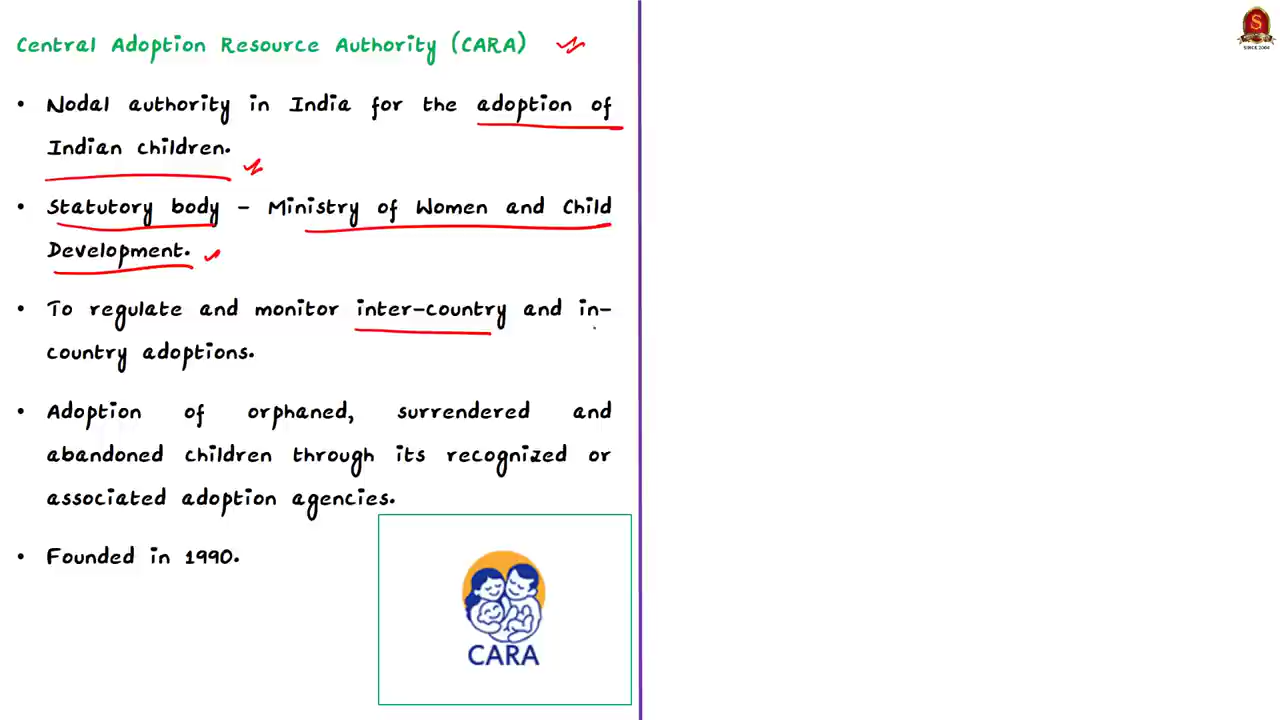 Central Adoption Resource Authority (CARA)
• Nodal authority in India for the adoption of
Indian children.
• Statutory body - Ministry of Women and Child
Development.
• To regulate and monitor inter-country and in-
country adoptions.
• Adoption of orphaned, surrendered and
abandoned children through its recognized or
associated adoption agencies.
• Founded in 1990.
CARA
S
SINCE 2004